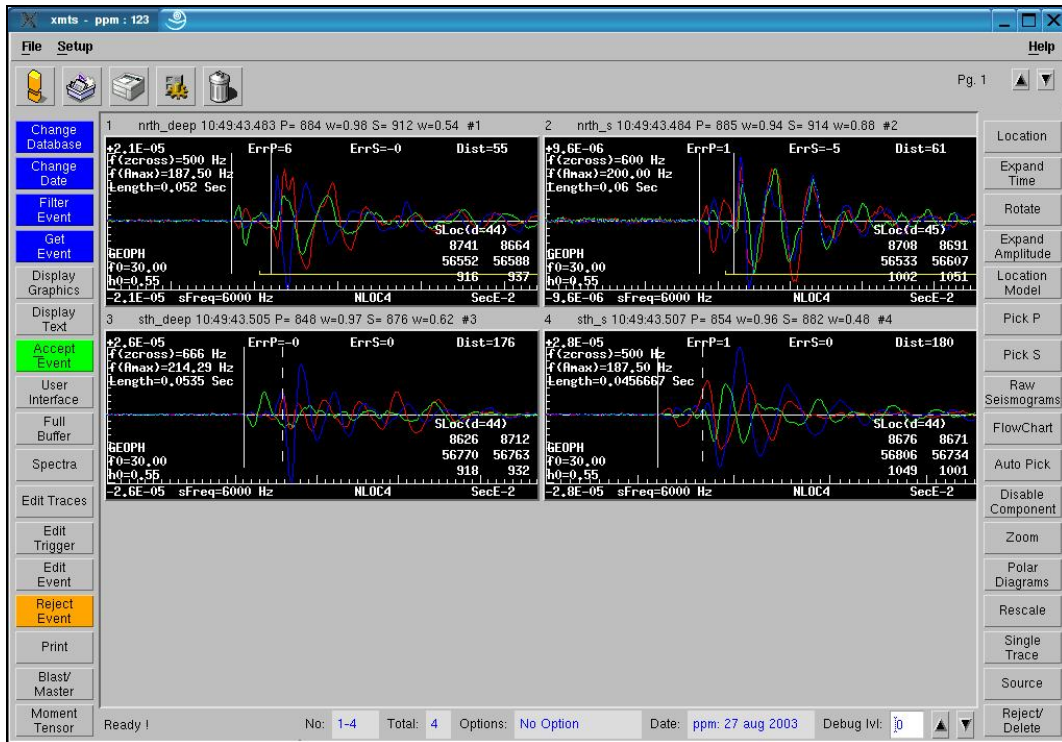 xmts - ppm : 123
File Setup Help
Pg. 1
Change Database
Change Date
Filter Event
Get Event
Display Graphics
Display Text
Accept Event
User Interface
Full Buffer
Spectra
Edit Traces
Edit Trigger
Edit Event
Reject Event
Print
Blast/ Master
Moment Tensor
1 nrth_deep 10:49:43.483 P= 884 w=0.98 S= 912 w=0.54 #1
+2.1E-05 ErrP=6 ErrS=-0 Dist=55
f(zcross)=500 Hz
f(Amax)=187.50 Hz
Length=0.052 Sec
SLoc(d=44)
8741 8664
GEOPH 56552 56588
f0=30.00
h0=0.55 916 937
-2.1E-05 sFreq=6000 Hz NLOC4 SecE-2
2 nrth_s 10:49:43.484 P= 885 w=0.94 S= 914 w=0.88 #2
+9.6E-06 ErrP=1 ErrS=-5 Dist=61
f(zcross)=600 Hz
f(Amax)=200.00 Hz
Length=0.06 Sec
SLoc(d=45)
8708 8691
GEOPH 56533 56607
f0=30.00
h0=0.55 1002 1051
-9.6E-06 sFreq=6000 Hz NLOC4 SecE-2
3 sth_deep 10:49:43.505 P= 848 w=0.97 S= 876 w=0.62 #3
+2.6E-05 ErrP=-0 ErrS=0 Dist=176
f(zcross)=666 Hz
f(Amax)=214.29 Hz
Length=0.0535 Sec
SLoc(d=44)
8626 8712
GEOPH 56770 56763
f0=30.00
h0=0.55 918 932
-2.6E-05 sFreq=6000 Hz NLOC4 SecE-2
4 sth_s 10:49:43.507 P= 854 w=0.96 S= 882 w=0.48 #4
+2.8E-05 ErrP=1 ErrS=0 Dist=180
f(zcross)=500 Hz
f(Amax)=187.50 Hz
Length=0.0456667 Sec
SLoc(d=44)
8676 8671
GEOPH 56806 56734
f0=30.00
h0=0.55 1049 1001
-2.8E-05 sFreq=6000 Hz NLOC4 SecE-2
Location
Expand Time
Rotate
Expand Amplitude
Location Model
Pick P
Pick S
Raw Seismograms
FlowChart
Auto Pick
Disable Component
Zoom
Polar Diagrams
Rescale
Single Trace
Source
Reject/ Delete
Ready ! No: 1-4 Total: 4 Options: No Option Date: ppm: 27 aug 2003 Debug lvl: 0